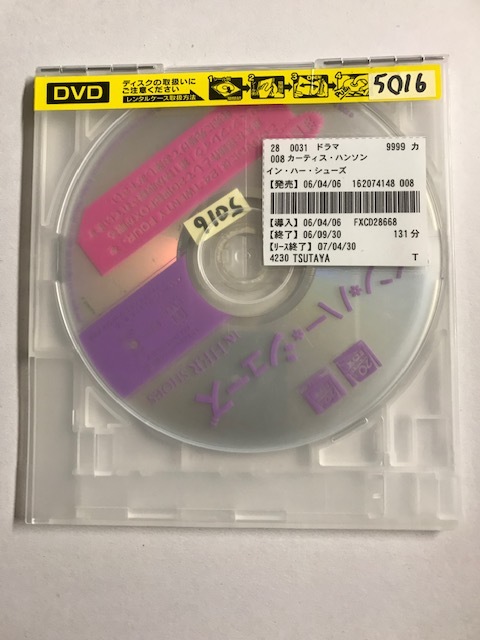 DVD
ディスクの取扱いに
ご注意ください
レンタルケース取扱方法
5016
28 0031 ドラマ 9999 カ
008 カーティス・ハンソン
イン・ハー・シューズ
【発売】06/04/06 162074148 008
【導入】06/04/06 FXCD28668
【終了】06/09/30 131分
【リース終了】07/04/30
4230 TSUTAYA T
5016
イン・ハー・シューズ
IN HER SHOES